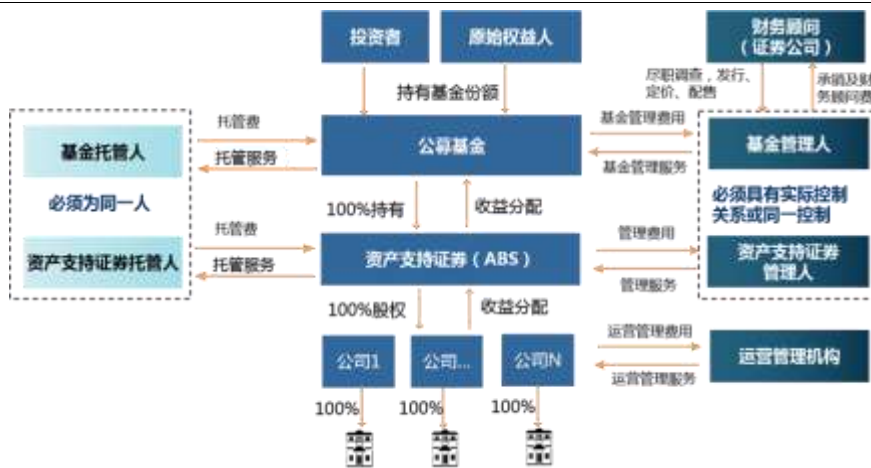 投资者
原始权益人
财务顾问
（证券公司）
尽职调查，发行、
定价、配售
承销及财
务顾问费
持有基金份额
托管费
基金管理费用
基金托管人
托管服务
公募基金
基金管理服务
基金管理人
必须为同一人
100%持有
收益分配
必须具有实际控制
关系或同一控制
托管费
管理费用
资产支持证券托管人
托管服务
资产支持证券（ABS）
管理服务
资产支持证券
管理人
100%股权
收益分配
运营管理费用
公司1
公司...
公司N
运营管理服务
运营管理机构
100%
100%
100%